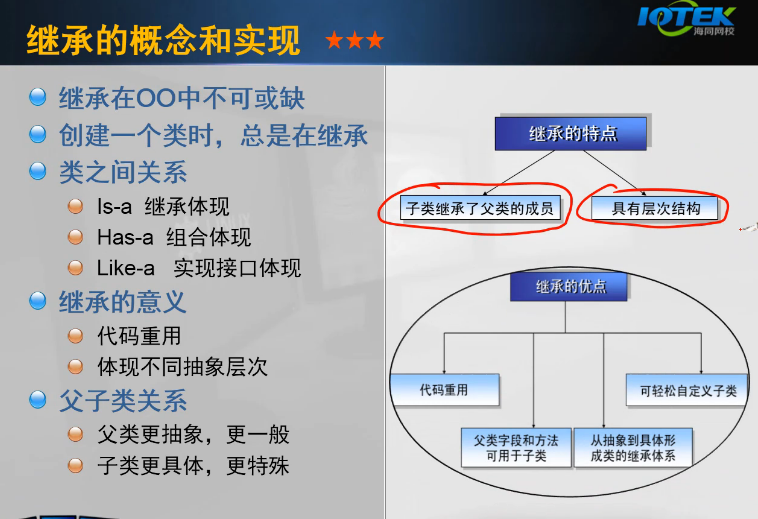 继承的概念和实现 ★★★
IOTEK
海同网校
继承在OO中不可或缺
创建一个类时，总是在继承
类之间关系
Is-a 继承体现
Has-a 组合体现
Like-a 实现接口体现
继承的意义
代码重用
体现不同抽象层次
父子类关系
父类更抽象，更一般
子类更具体，更特殊
继承的特点
子类继承了父类的成员
具有层次结构
继承的优点
代码重用
可轻松自定义子类
父类字段和方法
可用于子类
从抽象到具体形
成类的继承体系